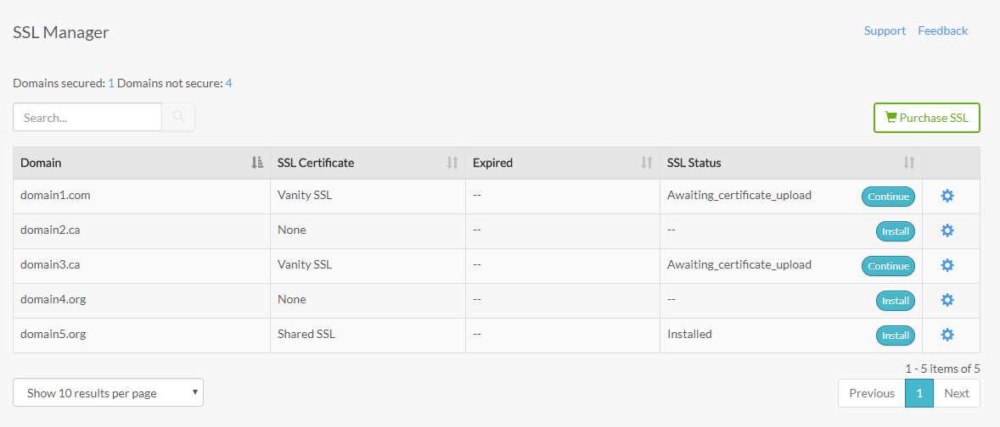 SSL Manager
Support Feedback
Domains secured: 1 Domains not secure: 4
Search...
Purchase SSL
Domain SSL Certificate Expired SSL Status
domain1.com Vanity SSL -- Awaiting_certificate_upload Continue
domain2.ca None -- -- Install
domain3.ca Vanity SSL -- Awaiting_certificate_upload Continue
domain4.org None -- -- Install
domain5.org Shared SSL -- Installed Install
1 - 5 items of 5
Show 10 results per page Previous 1 Next